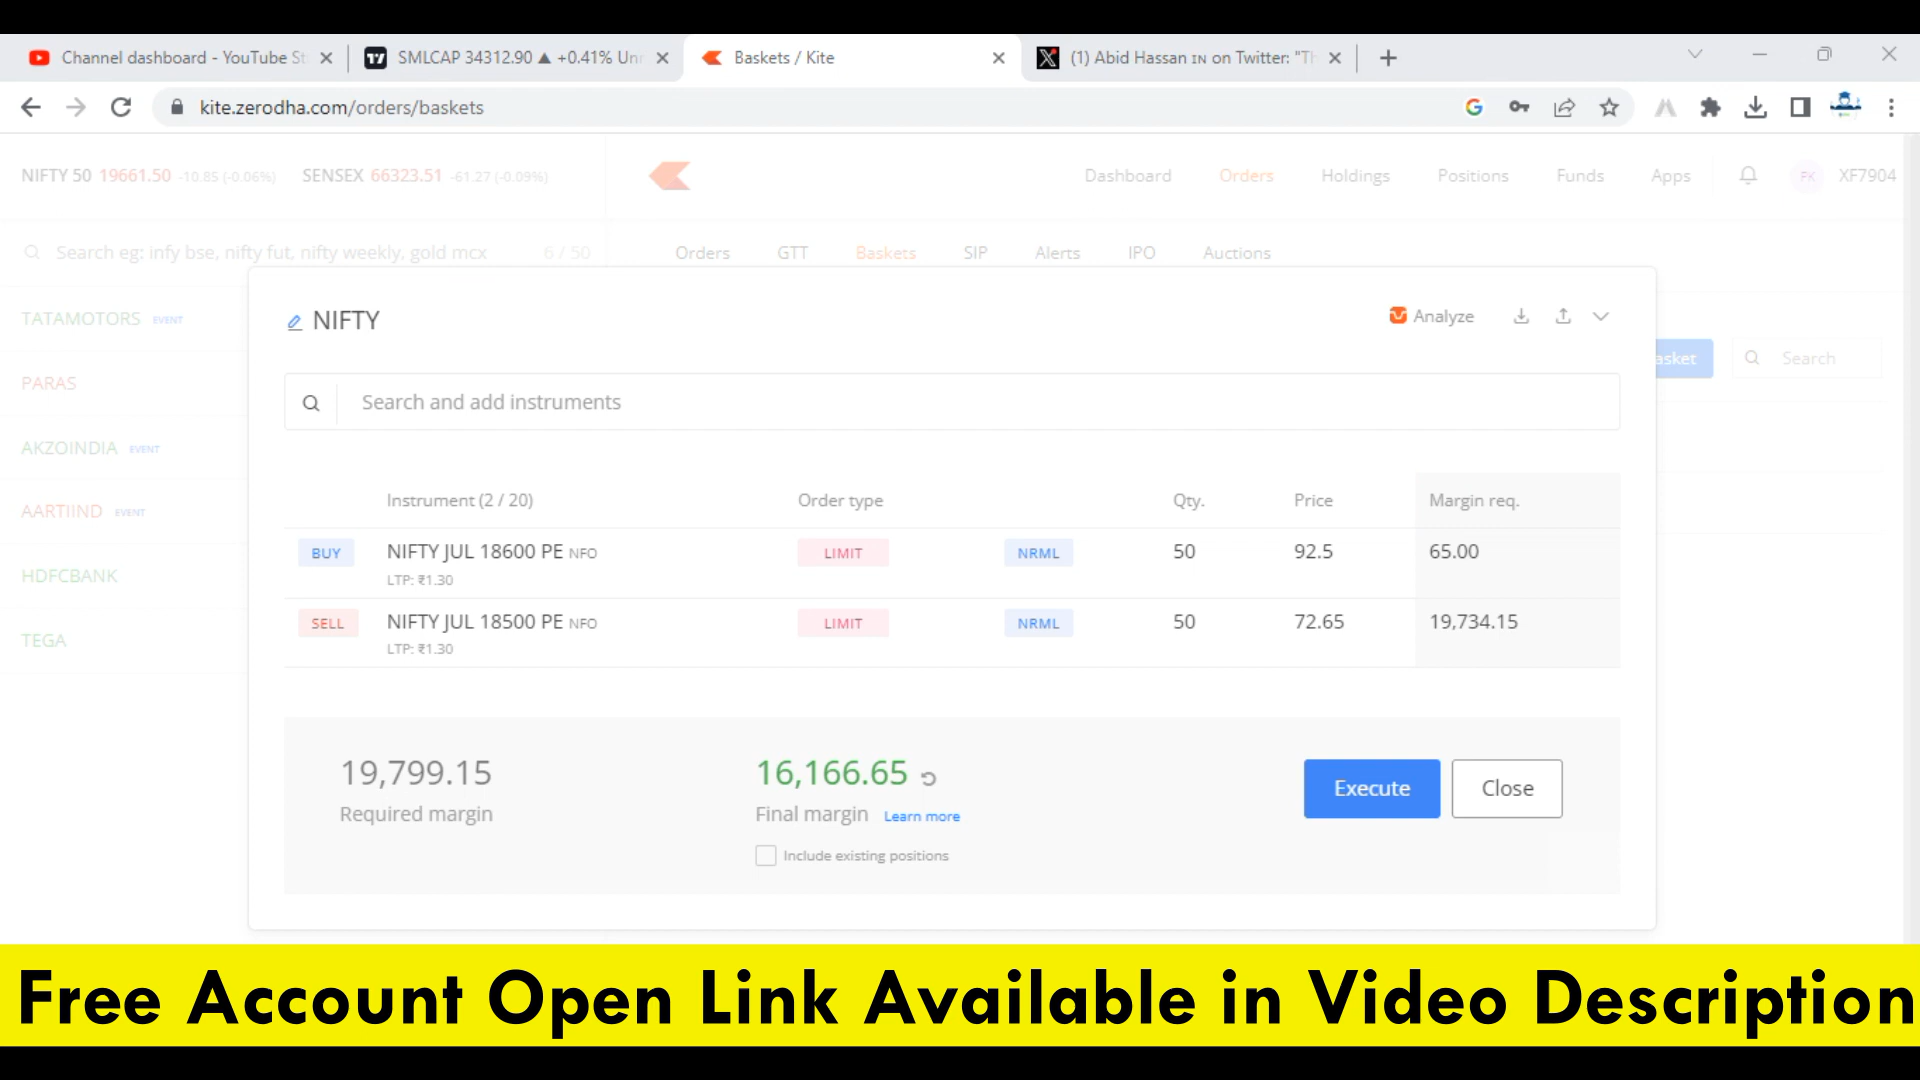 Channel dashboard - YouTube St
SMLCAP 34312.90 ▲ +0.41% Unn
Baskets / Kite
(1) Abid Hassan IN on Twitter: "Th
kite.zerodha.com/orders/baskets
NIFTY 50 19661.50 -10.85 (-0.06%) SENSEX 66323.51 -61.27 (-0.09%)
Dashboard Orders Holdings Positions Funds Apps PK XF7904
Search eg: infy bse, nifty fut, nifty weekly, gold mcx 6 / 50
Orders GTT Baskets SIP Alerts IPO Auctions
TATAMOTORS EVENT
PARAS
AKZOINDIA EVENT
AARTIIND EVENT
HDFCBANK
TEGA
NIFTY
Analyze
asket Search
Search and add instruments
Instrument (2 / 20) Order type Qty. Price Margin req.
BUY NIFTY JUL 18600 PE NFO LIMIT NRML 50 92.5 65.00
LTP: ₹1.30
SELL NIFTY JUL 18500 PE NFO LIMIT NRML 50 72.65 19,734.15
LTP: ₹1.30
19,799.15 16,166.65
Required margin Final margin Learn more
Include existing positions
Execute Close
Free Account Open Link Available in Video Description